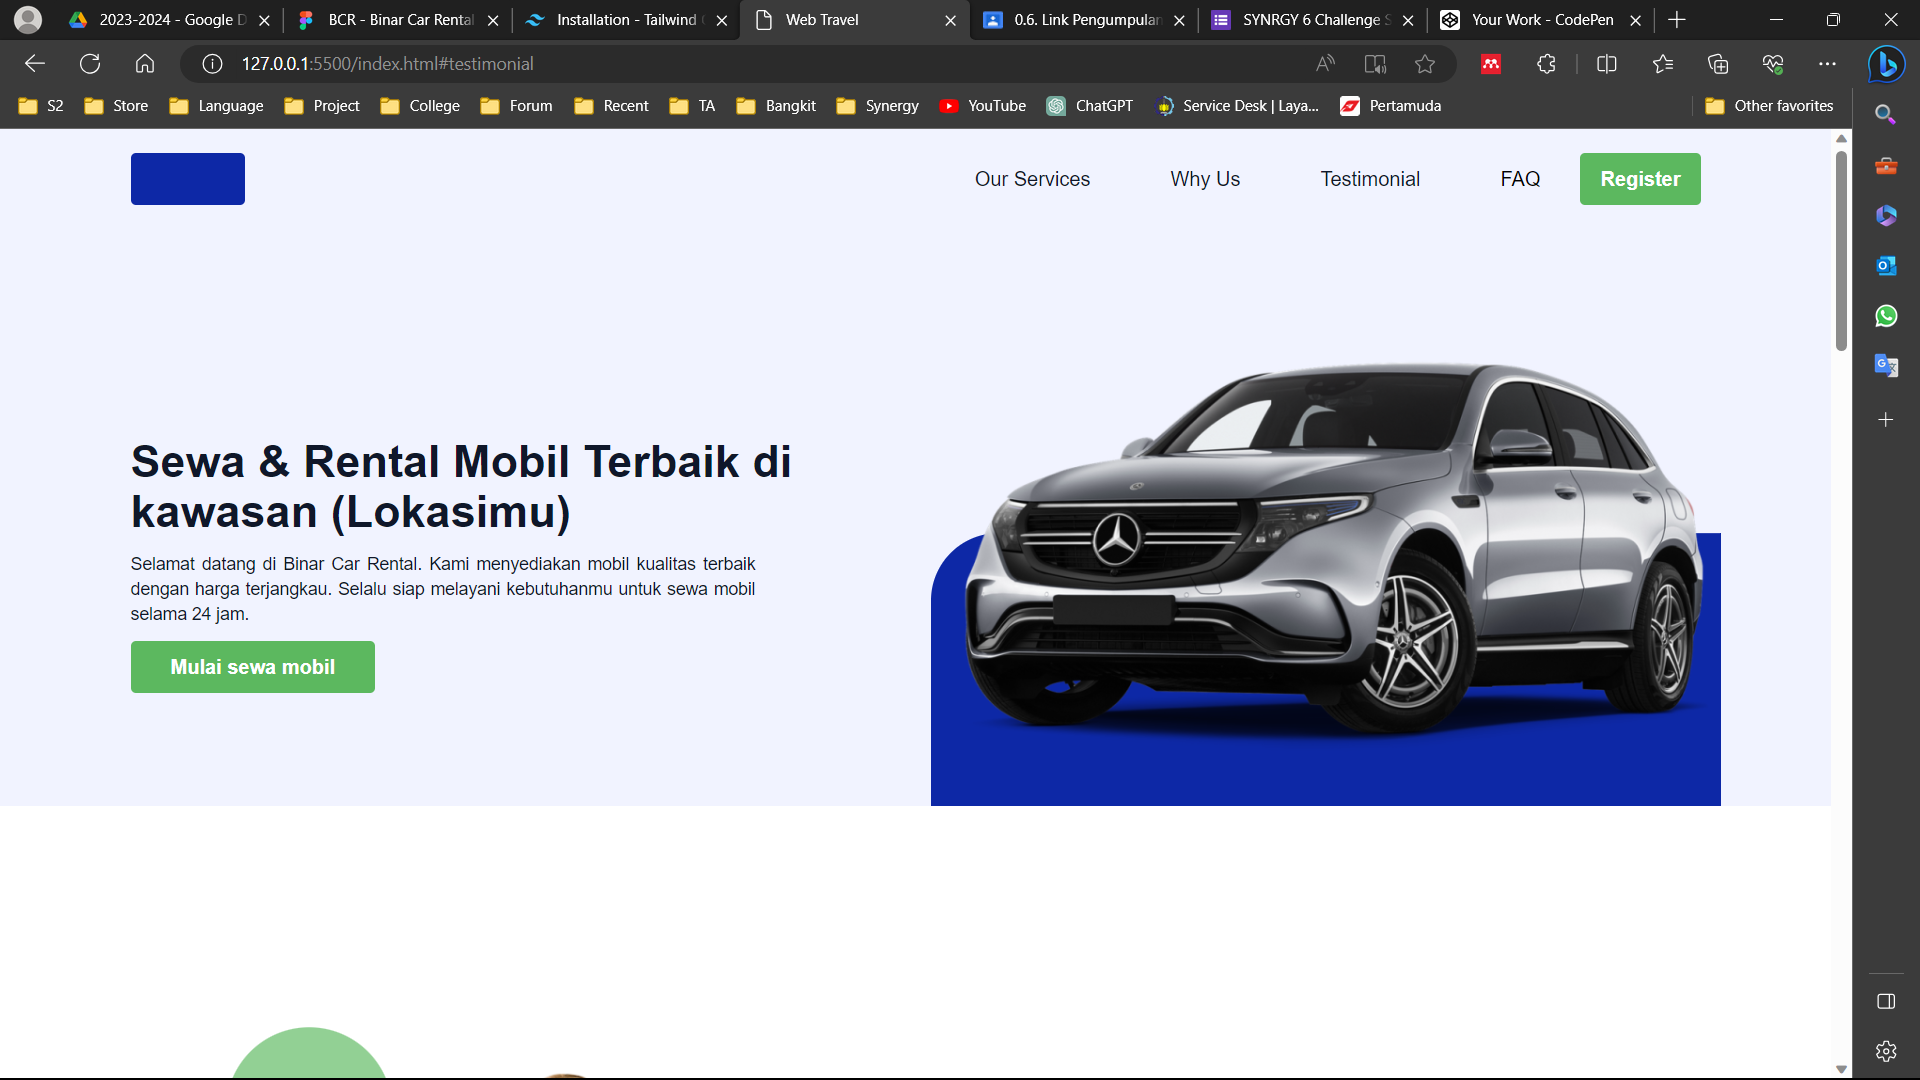 2023-2024 - Google D
BCR - Binar Car Rental
Installation - Tailwind
Web Travel
0.6. Link Pengumpulan
SYNRGY 6 Challenge S
Your Work - CodePen
127.0.0.1:5500/index.html#testimonial
S2
Store
Language
Project
College
Forum
Recent
TA
Bangkit
Synergy
YouTube
ChatGPT
Service Desk | Laya...
Pertamuda
Other favorites
Our Services
Why Us
Testimonial
FAQ
Register
Sewa & Rental Mobil Terbaik di
kawasan (Lokasimu)
Selamat datang di Binar Car Rental. Kami menyediakan mobil kualitas terbaik
dengan harga terjangkau. Selalu siap melayani kebutuhanmu untuk sewa mobil
selama 24 jam.
Mulai sewa mobil